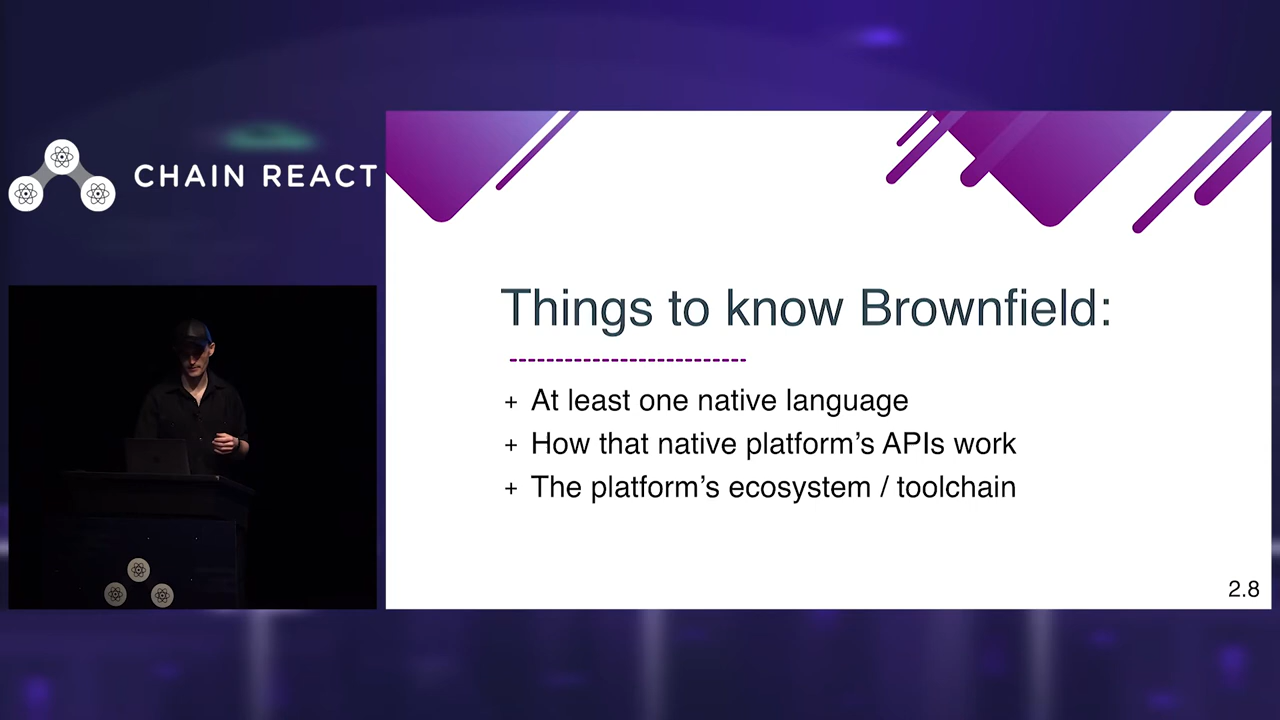 CHAIN REACT
Things to know Brownfield:
--------------------------
+ At least one native language
+ How that native platform’s APIs work
+ The platform’s ecosystem / toolchain
2.8